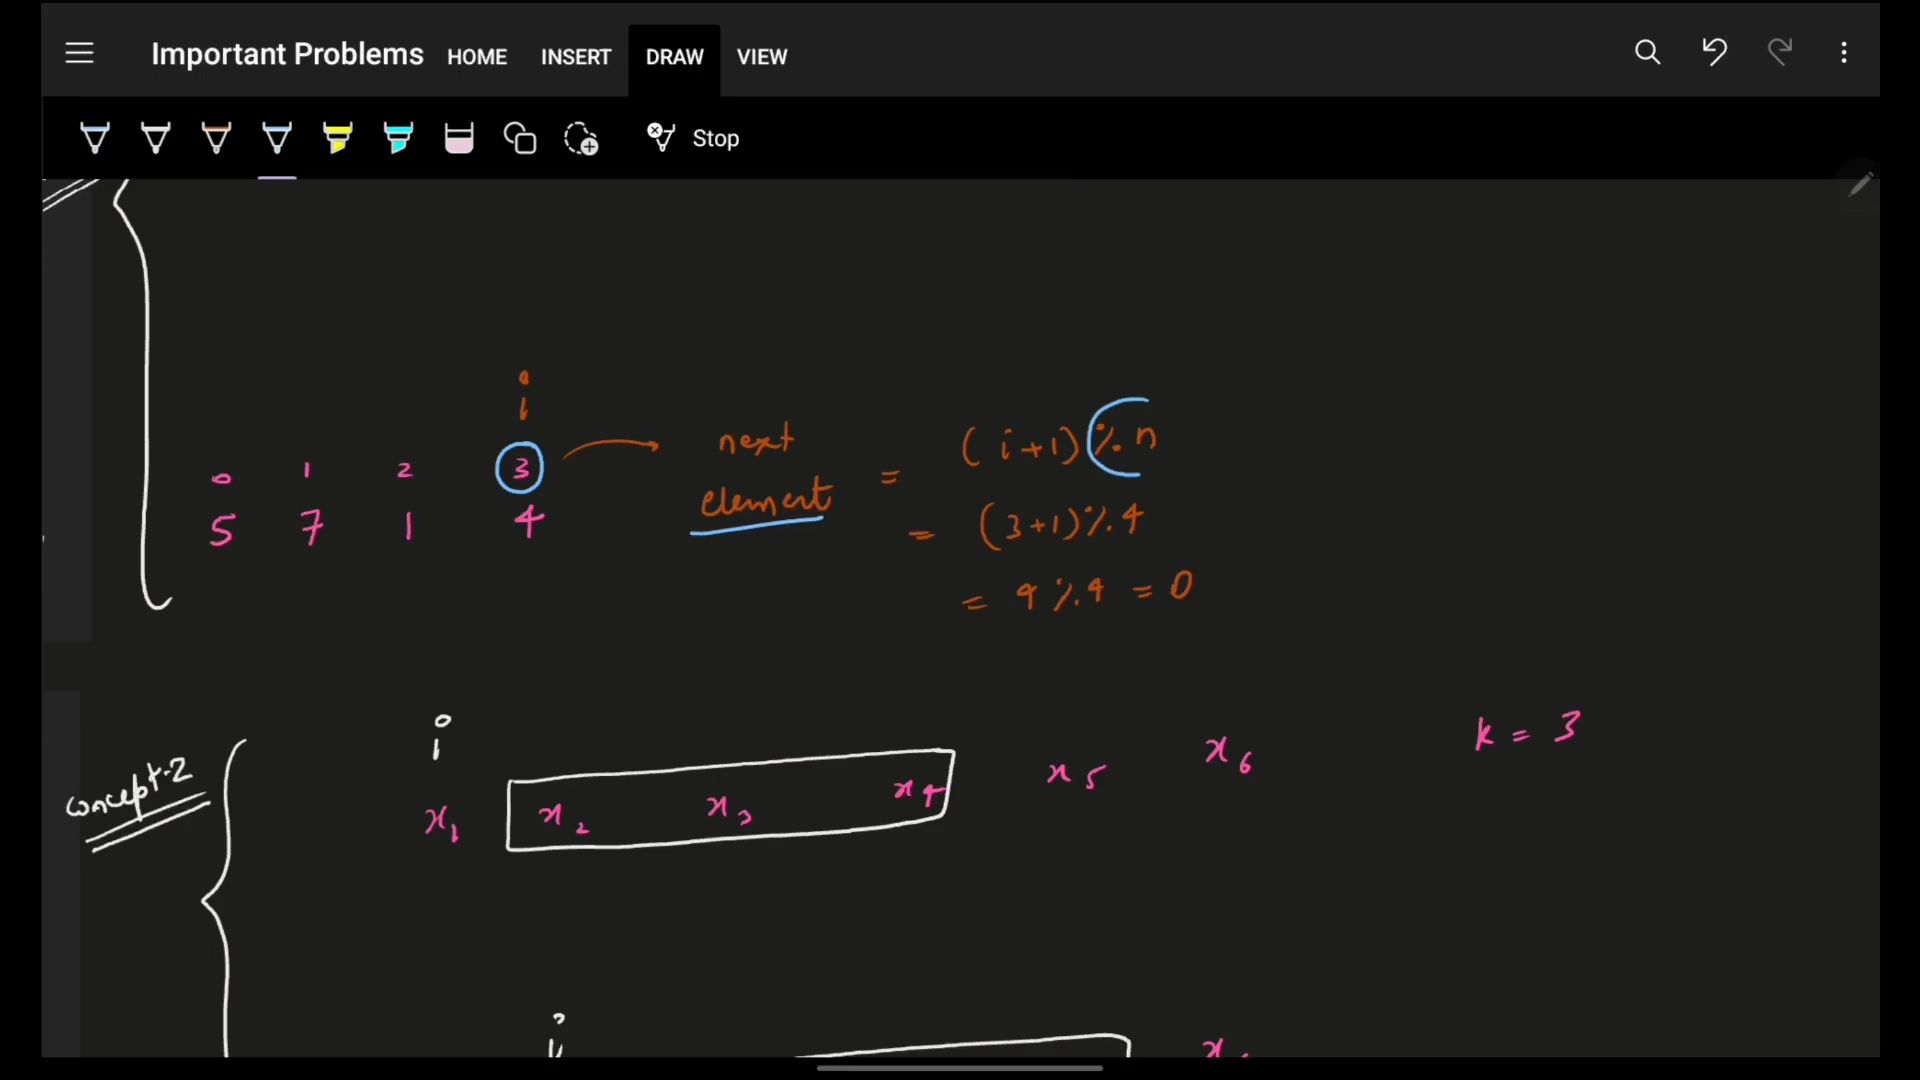 Important Problems HOME INSERT DRAW VIEW
Stop
i
0 1 2 3
5 7 1 4
next element
= (i+1) % n
= (3+1) % 4
= 4 % 4 = 0
concept-2
i
x1 x2 x3 x4 x5 x6
k = 3
i